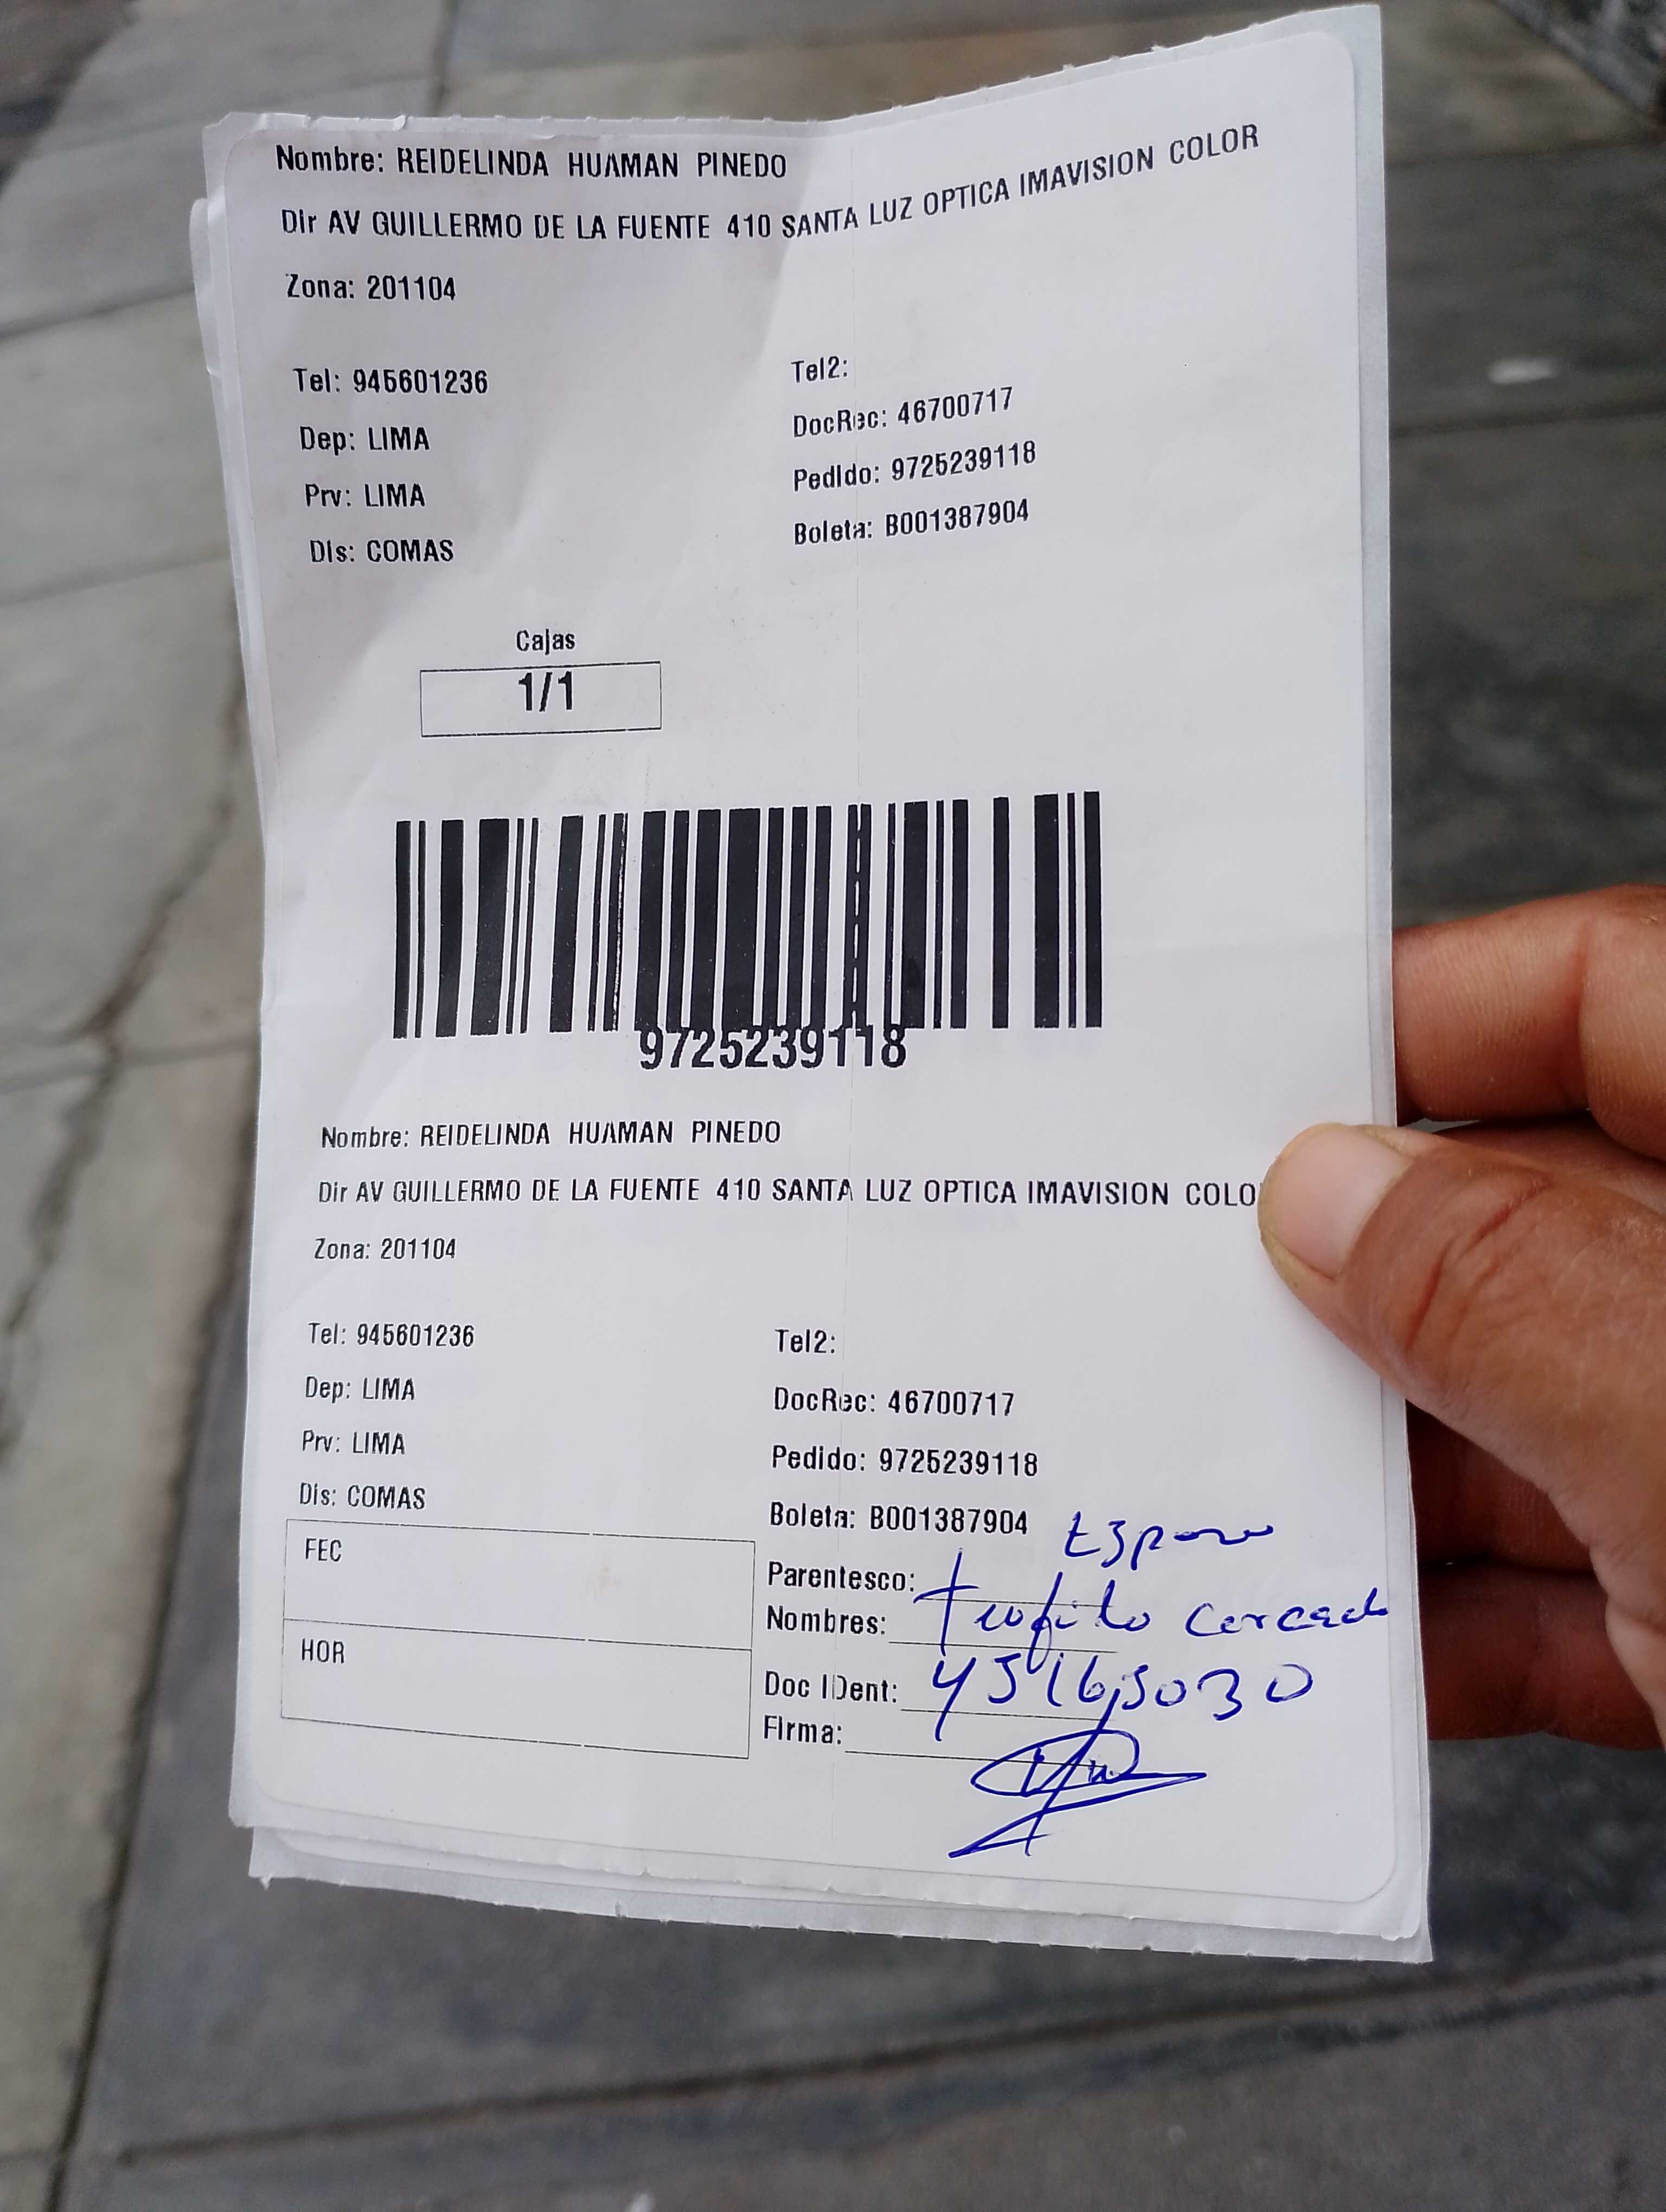 Nombre: REIDELINDA HUAMAN PINEDO
Dir AV GUILLERMO DE LA FUENTE 410 SANTA LUZ OPTICA IMAVISION COLOR
Zona: 201104
Tel: 945601236
Tel2:
Dep: LIMA
DocRec: 46700717
Prv: LIMA
Pedido: 9725239118
Dis: COMAS
Boleta: B001387904
Cajas
1/1
9725239118
Nombre: REIDELINDA HUAMAN PINEDO
Dir AV GUILLERMO DE LA FUENTE 410 SANTA LUZ OPTICA IMAVISION COLO
Zona: 201104
Tel: 945601236
Tel2:
Dep: LIMA
DocRec: 46700717
Prv: LIMA
Pedido: 9725239118
Dis: COMAS
Boleta: B001387904
FEC
Parentesco: Esposo
Nombres: Teofilo Cercado
HOR
Doc IDent: 45165030
Firma: